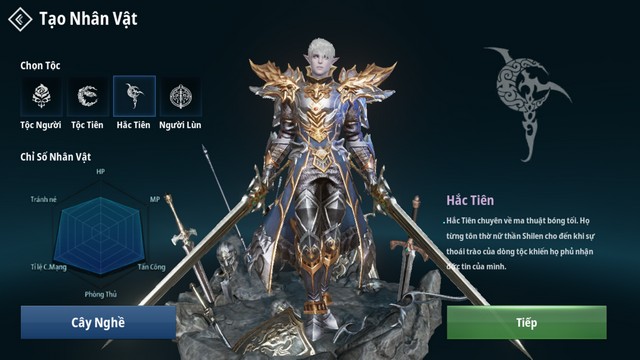 Tạo Nhân Vật
Chọn Tộc
Tộc Người
Tộc Tiên
Hắc Tiên
Người Lùn
Chỉ Số Nhân Vật
HP
Tránh né
MP
Tỉ lệ C.Mạng
Tấn Công
Phòng Thủ
Hắc Tiên
Hắc Tiên chuyên về ma thuật bóng tối. Họ
từng tôn thờ nữ thần Shilen cho đến khi sự
thoái trào của dòng tộc khiến họ phủ nhận
đức tin của mình.
Cây Nghề
Tiếp